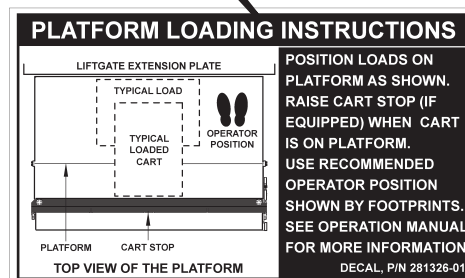 PLATFORM LOADING INSTRUCTIONS
LIFTGATE EXTENSION PLATE
TYPICAL LOAD
TYPICAL
LOADED
CART
OPERATOR
POSITION
PLATFORM
CART STOP
TOP VIEW OF THE PLATFORM
POSITION LOADS ON
PLATFORM AS SHOWN.
RAISE CART STOP (IF
EQUIPPED) WHEN CART
IS ON PLATFORM.
USE RECOMMENDED
OPERATOR POSITION
SHOWN BY FOOTPRINTS.
SEE OPERATION MANUAL
FOR MORE INFORMATION
DECAL, P/N 281326-01